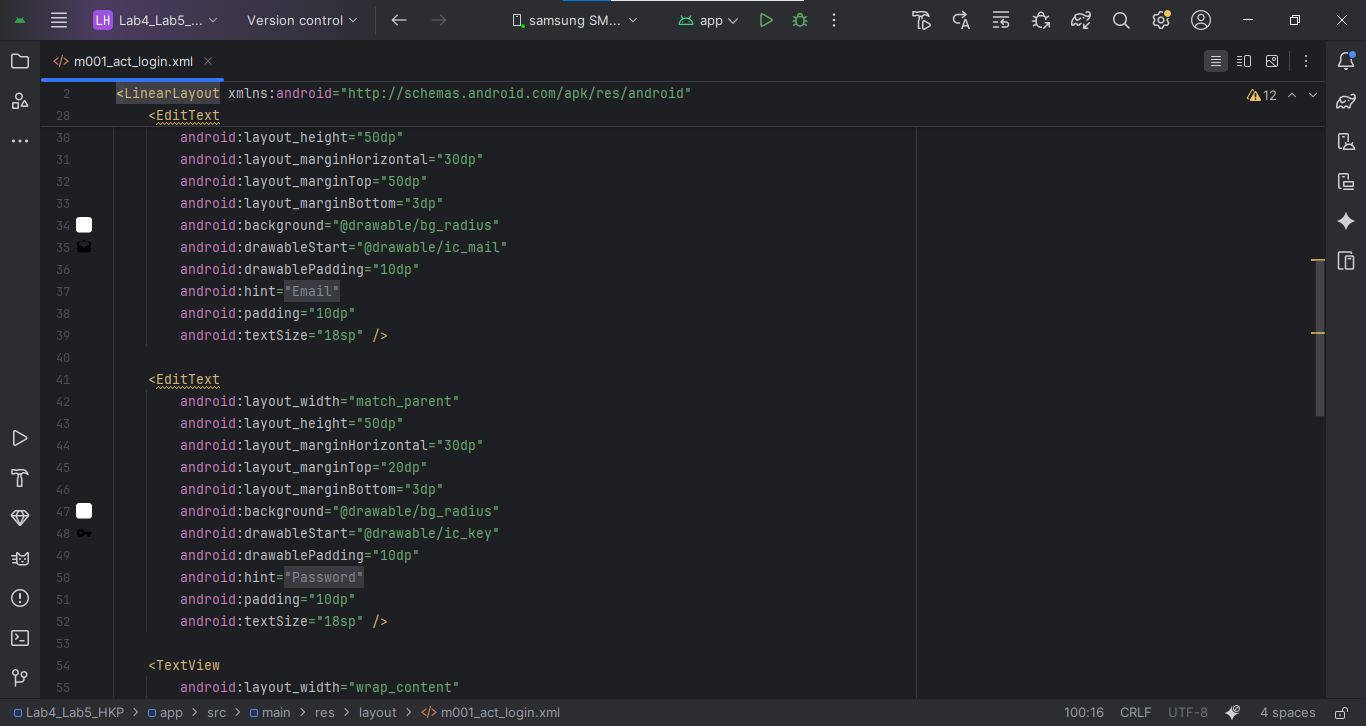 LH Lab4_Lab5_... Version control samsung SM... app
</> m001_act_login.xml
2 <LinearLayout xmlns:android="http://schemas.android.com/apk/res/android" 12
28 <EditText
30 android:layout_height="50dp"
31 android:layout_marginHorizontal="30dp"
32 android:layout_marginTop="50dp"
33 android:layout_marginBottom="3dp"
34 android:background="@drawable/bg_radius"
35 android:drawableStart="@drawable/ic_mail"
36 android:drawablePadding="10dp"
37 android:hint="Email"
38 android:padding="10dp"
39 android:textSize="18sp" />
40
41 <EditText
42 android:layout_width="match_parent"
43 android:layout_height="50dp"
44 android:layout_marginHorizontal="30dp"
45 android:layout_marginTop="20dp"
46 android:layout_marginBottom="3dp"
47 android:background="@drawable/bg_radius"
48 android:drawableStart="@drawable/ic_key"
49 android:drawablePadding="10dp"
50 android:hint="Password"
51 android:padding="10dp"
52 android:textSize="18sp" />
53
54 <TextView
55 android:layout_width="wrap_content"
Lab4_Lab5_HKP > app > src > main > res > layout > </> m001_act_login.xml 100:16 CRLF UTF-8 4 spaces